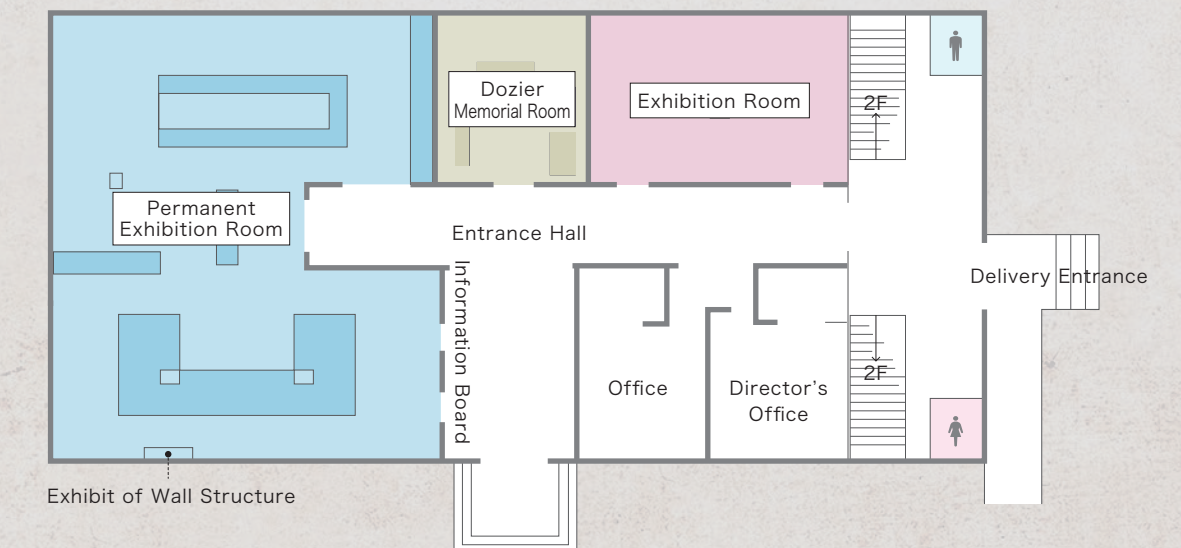 Dozier
Memorial Room
Exhibition Room
2F
Permanent
Exhibition Room
Entrance Hall
Information Board
Delivery Entrance
2F
Office
Director's
Office
Exhibit of Wall Structure